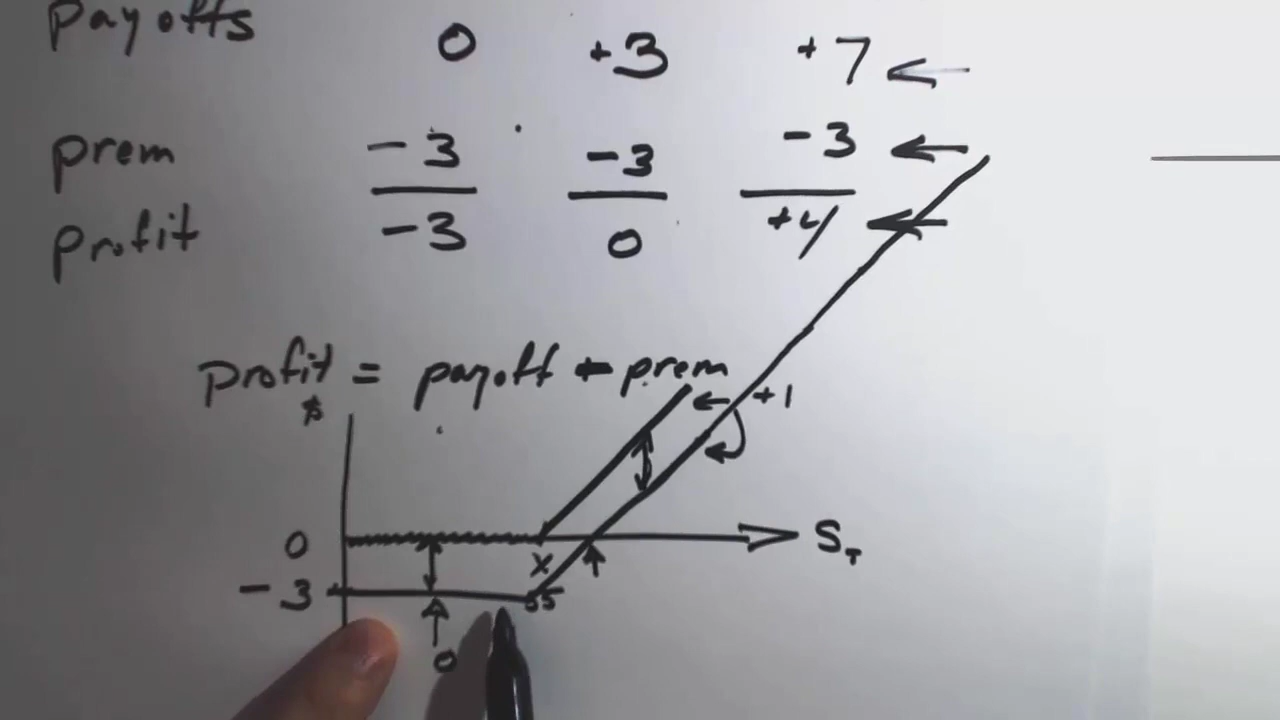 Payoffs 0 +3 +7
prem -3 -3 -3
profit -3 0 +4
profit = payoff - prem
$
+1
0
S_T
X
-3
55
0